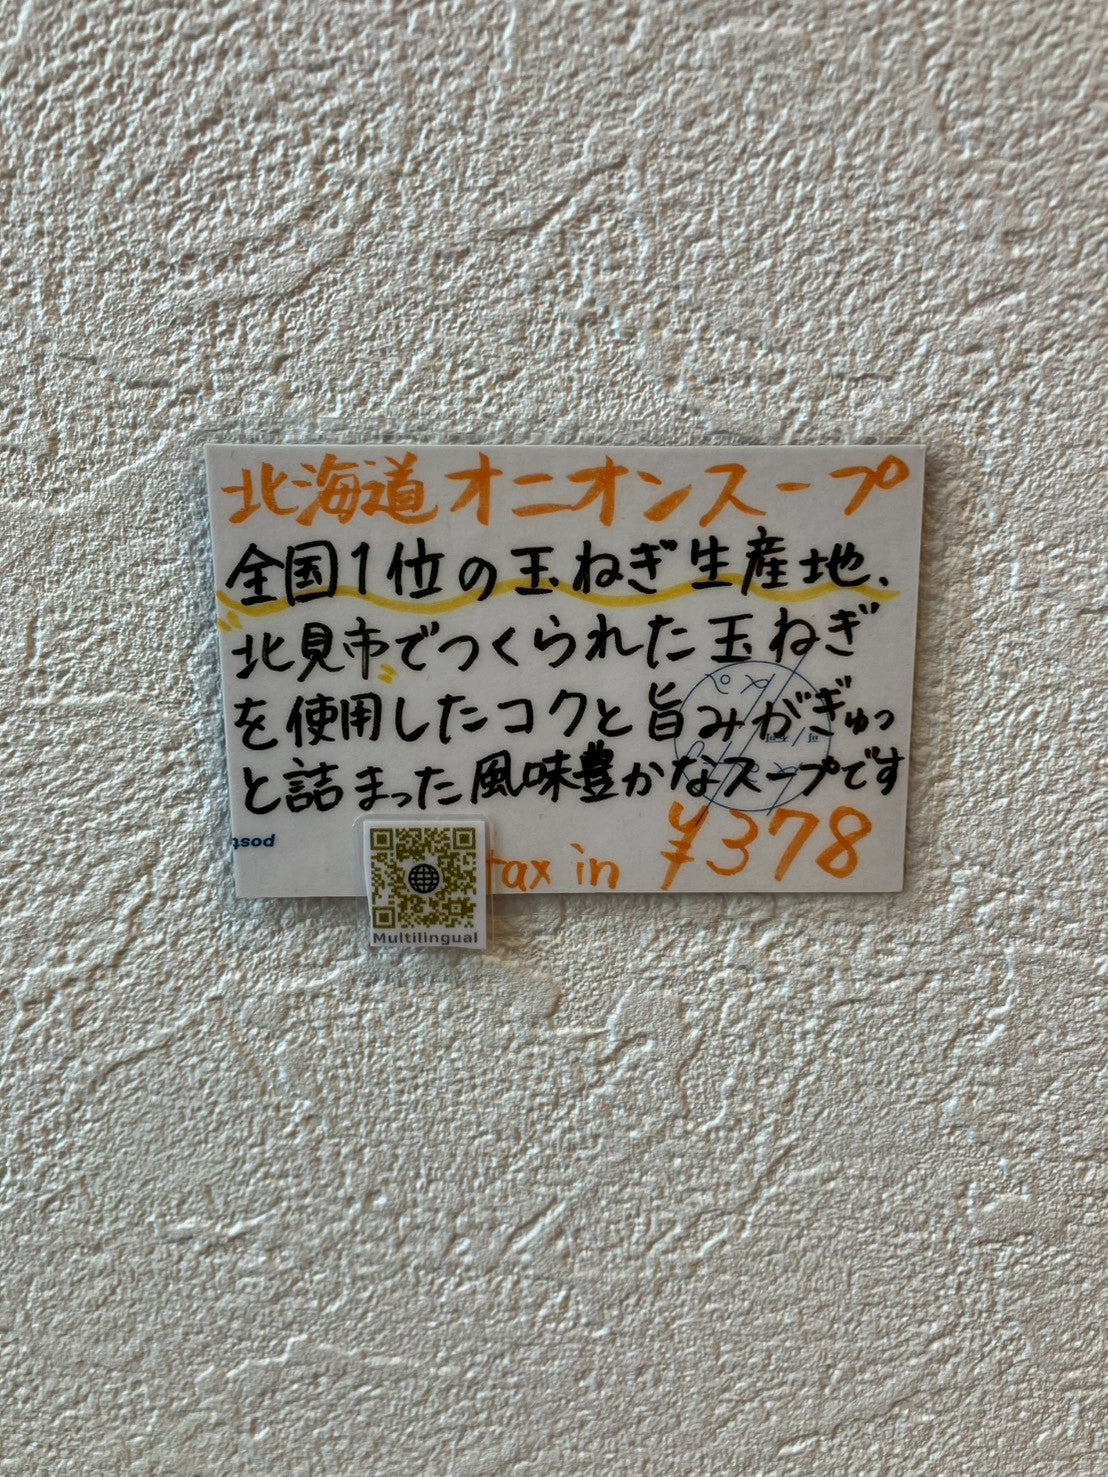 北海道オニオンスープ
全国1位の玉ねぎ生産地、
北見市でつくられた玉ねぎ
を使用したコクと旨みがぎゅっ
と詰まった風味豊かなスープです
tax in ¥378
post
Multilingual